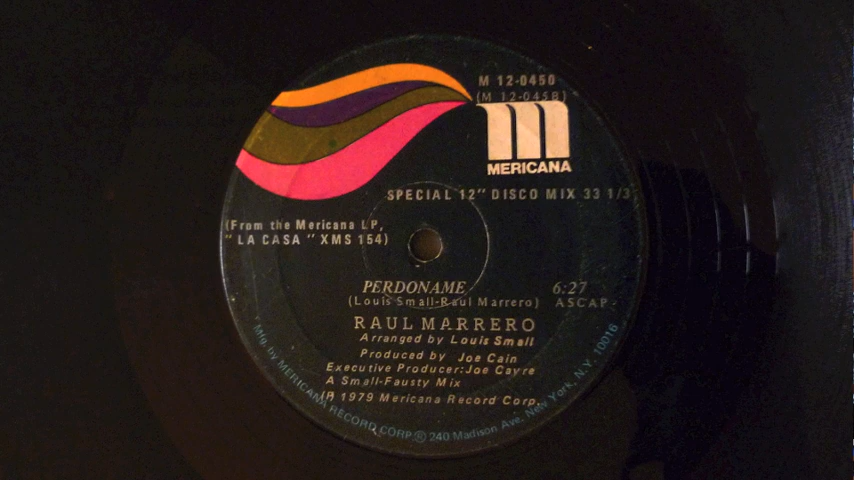 M 12-0450
(M 12-045B)
m
MERICANA
SPECIAL 12" DISCO MIX 33 1/3
(From the Mericana LP,
" LA CASA " XMS 154)
PERDONAME 6:27
(Louis Small-Raul Marrero) ASCAP
RAUL MARRERO
Arranged by Louis Small
Produced by Joe Cain
Executive Producer: Joe Cayre
A Small-Fausty Mix
(P) 1979 Mericana Record Corp.
Mfg. by MERICANA RECORD CORP. ® 240 Madison Ave. New York, N.Y. 10016